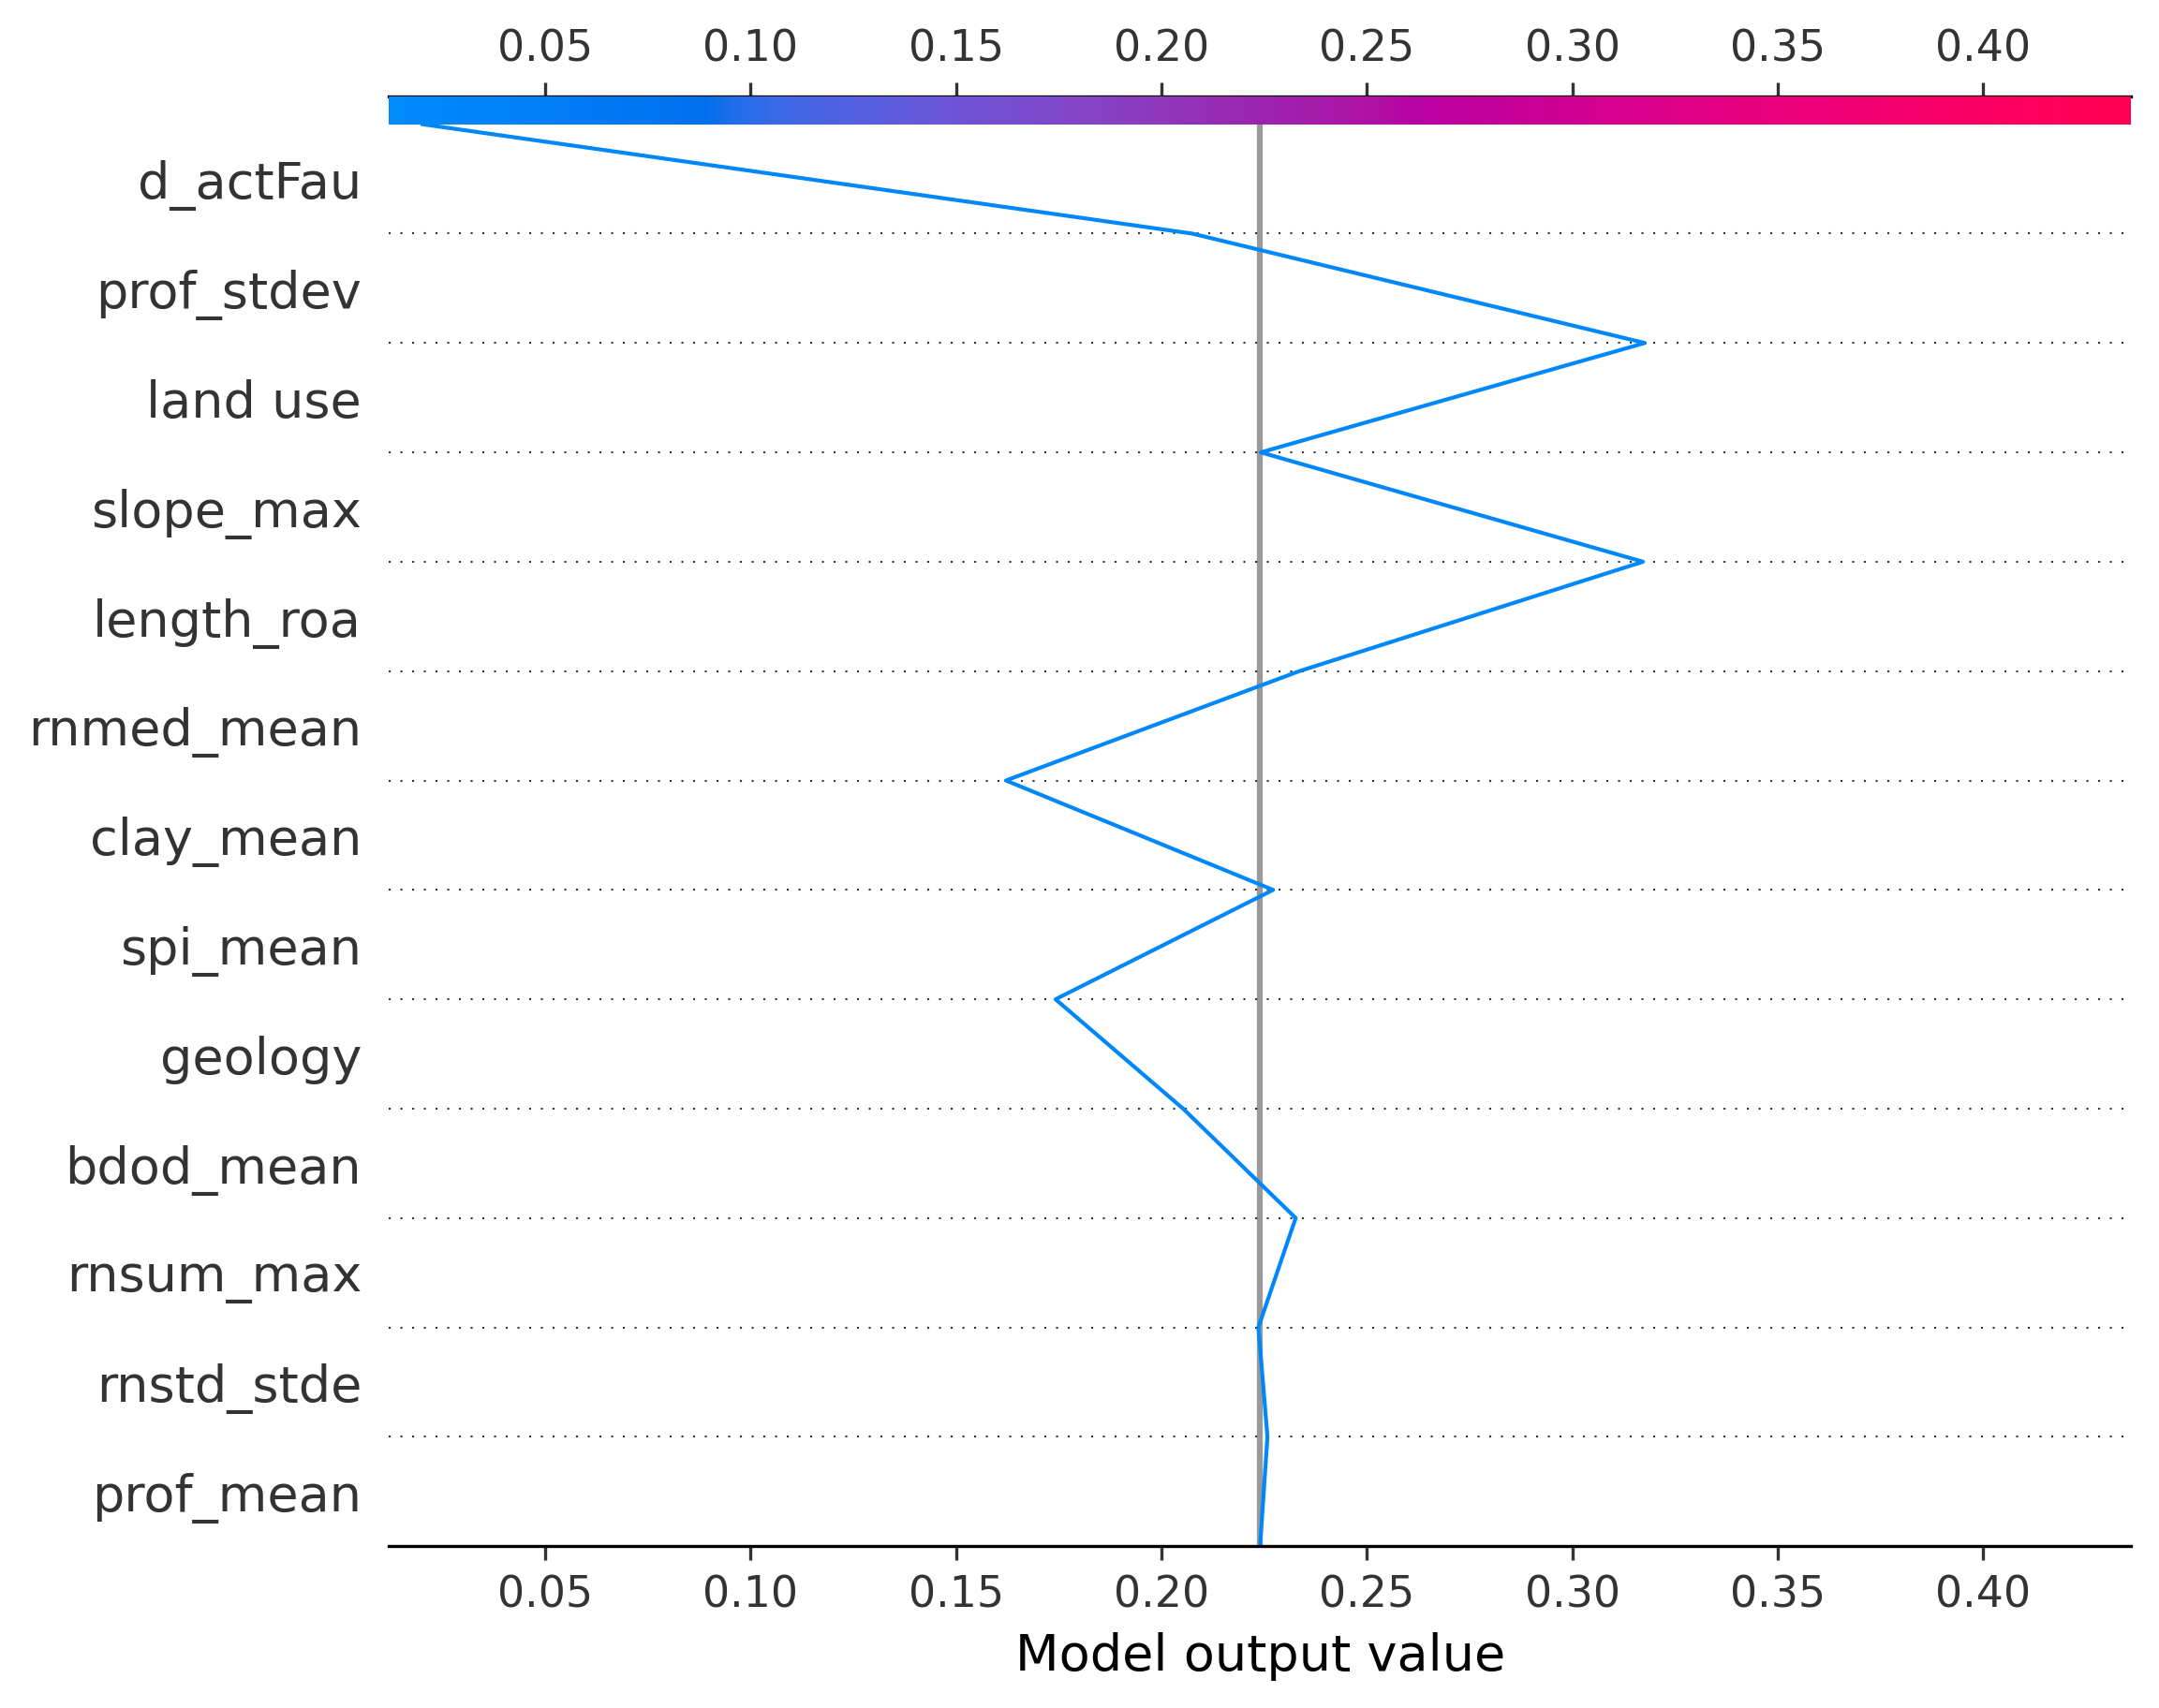 0.05 0.10 0.15 0.20 0.25 0.30 0.35 0.40
d_actFau
prof_stdev
land use
slope_max
length_roa
rnmed_mean
clay_mean
spi_mean
geology
bdod_mean
rnsum_max
rnstd_stde
prof_mean
0.05 0.10 0.15 0.20 0.25 0.30 0.35 0.40
Model output value